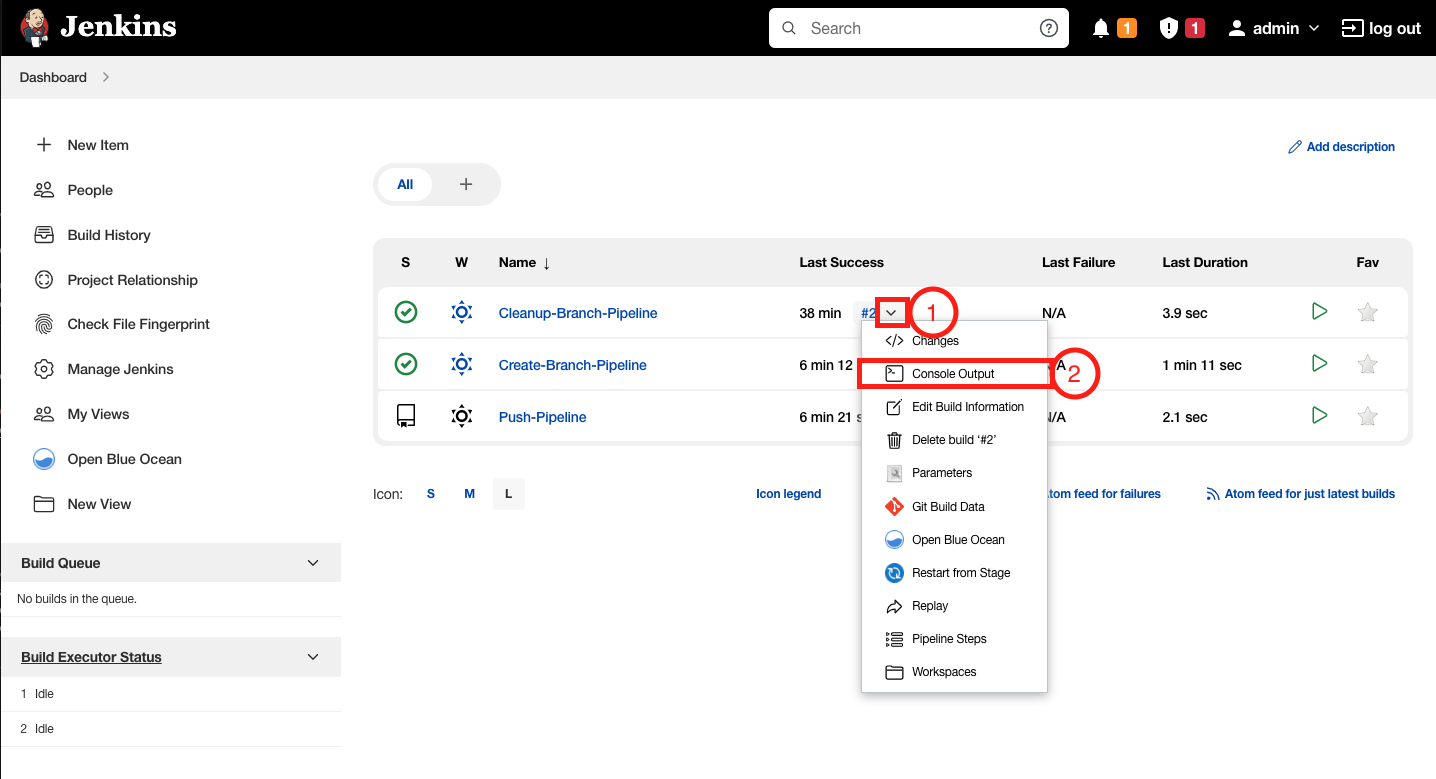 Jenkins
Search
1
1
admin
log out
Dashboard
New Item
People
Build History
Project Relationship
Check File Fingerprint
Manage Jenkins
My Views
Open Blue Ocean
New View
Build Queue
No builds in the queue.
Build Executor Status
1 Idle
2 Idle
Add description
All +
S W Name ↓ Last Success Last Failure Last Duration Fav
Cleanup-Branch-Pipeline 38 min #2 1 N/A 3.9 sec
Create-Branch-Pipeline 6 min 12 /A 1 min 11 sec
Push-Pipeline 6 min 21 s /A 2.1 sec
Changes
Console Output 2
Edit Build Information
Delete build ‘#2’
Parameters
Git Build Data
Open Blue Ocean
Restart from Stage
Replay
Pipeline Steps
Workspaces
Icon: S M L
Icon legend
Atom feed for failures
Atom feed for just latest builds